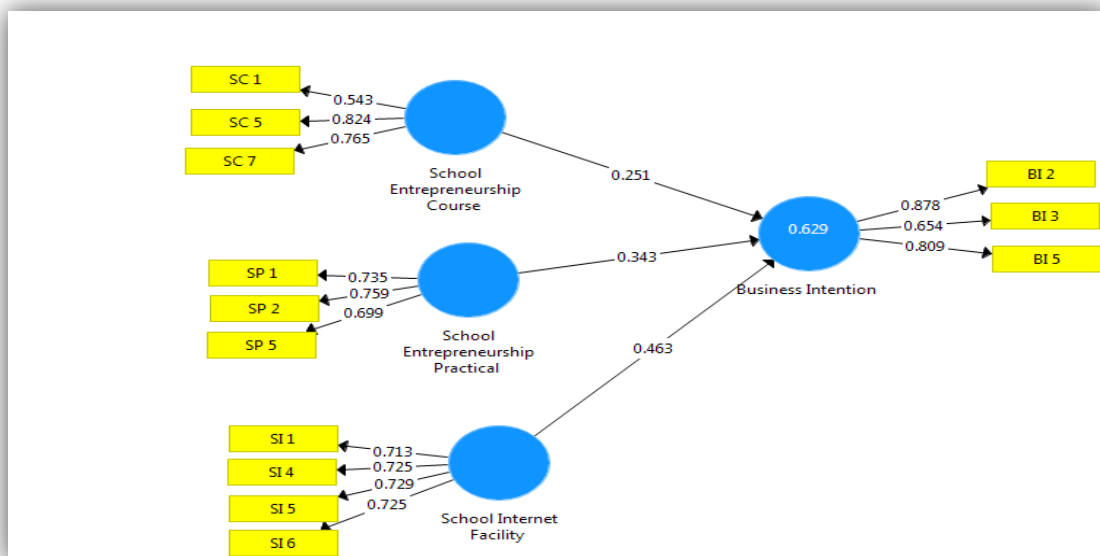 SC 1
0.543
SC 5
0.824
SC 7
0.765
School
Entrepreneurship
Course
0.251
SP 1
0.735
SP 2
0.759
SP 5
0.699
School
Entrepreneurship
Practical
0.343
SI 1
0.713
SI 4
0.725
SI 5
0.729
SI 6
0.725
School Internet
Facility
0.463
0.629
Business Intention
0.878
BI 2
0.654
BI 3
0.809
BI 5